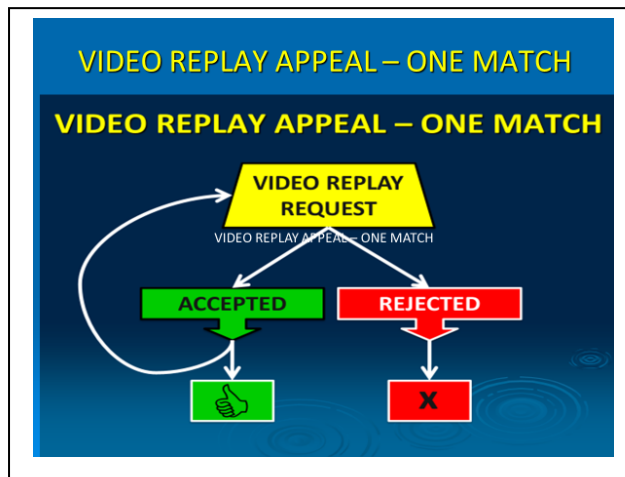 VIDEO REPLAY APPEAL – ONE MATCH
VIDEO REPLAY APPEAL – ONE MATCH
VIDEO REPLAY
REQUEST
VIDEO REPLAY APPEAL – ONE MATCH
ACCEPTED
REJECTED
X